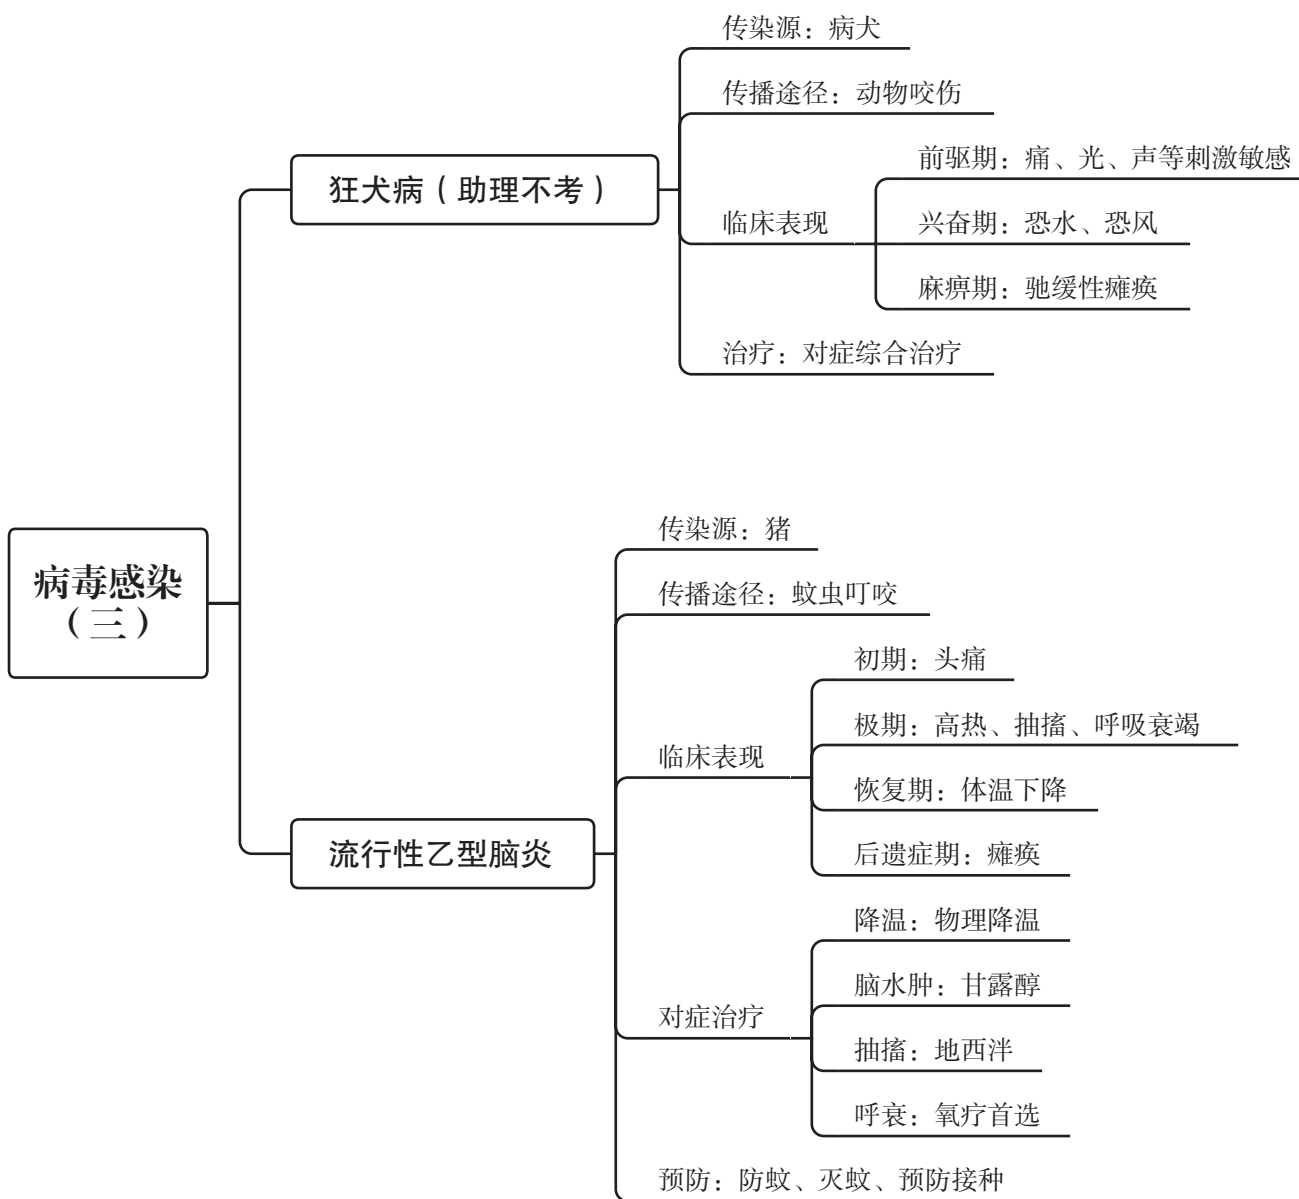 病毒感染
（三）
狂犬病（助理不考）
传染源：病犬
传播途径：动物咬伤
临床表现
前驱期：痛、光、声等刺激敏感
兴奋期：恐水、恐风
麻痹期：驰缓性瘫痪
治疗：对症综合治疗
流行性乙型脑炎
传染源：猪
传播途径：蚊虫叮咬
临床表现
初期：头痛
极期：高热、抽搐、呼吸衰竭
恢复期：体温下降
后遗症期：瘫痪
对症治疗
降温：物理降温
脑水肿：甘露醇
抽搐：地西泮
呼衰：氧疗首选
预防：防蚊、灭蚊、预防接种